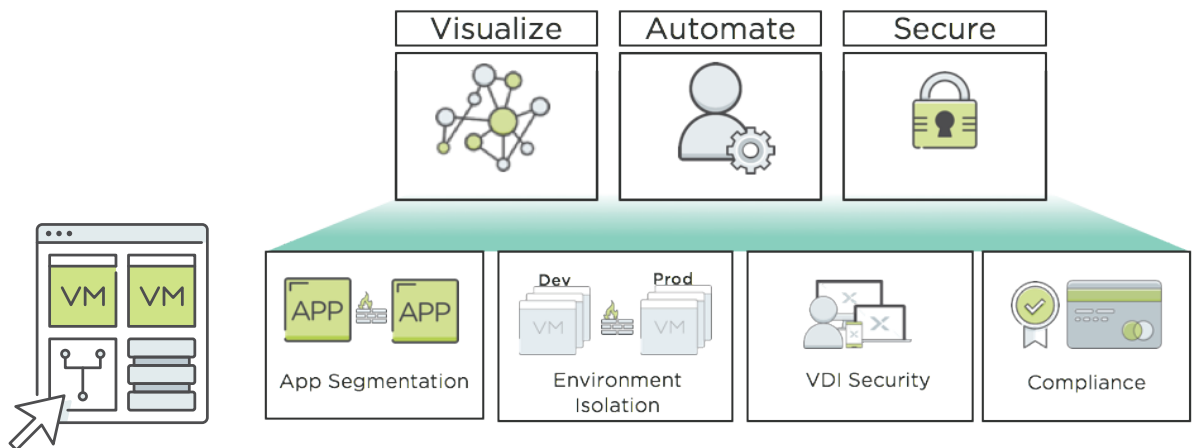 Visualize
Automate
Secure
VM
VM
APP
APP
App Segmentation
Dev
Prod
VM
VM
Environment
Isolation
VDI Security
Compliance